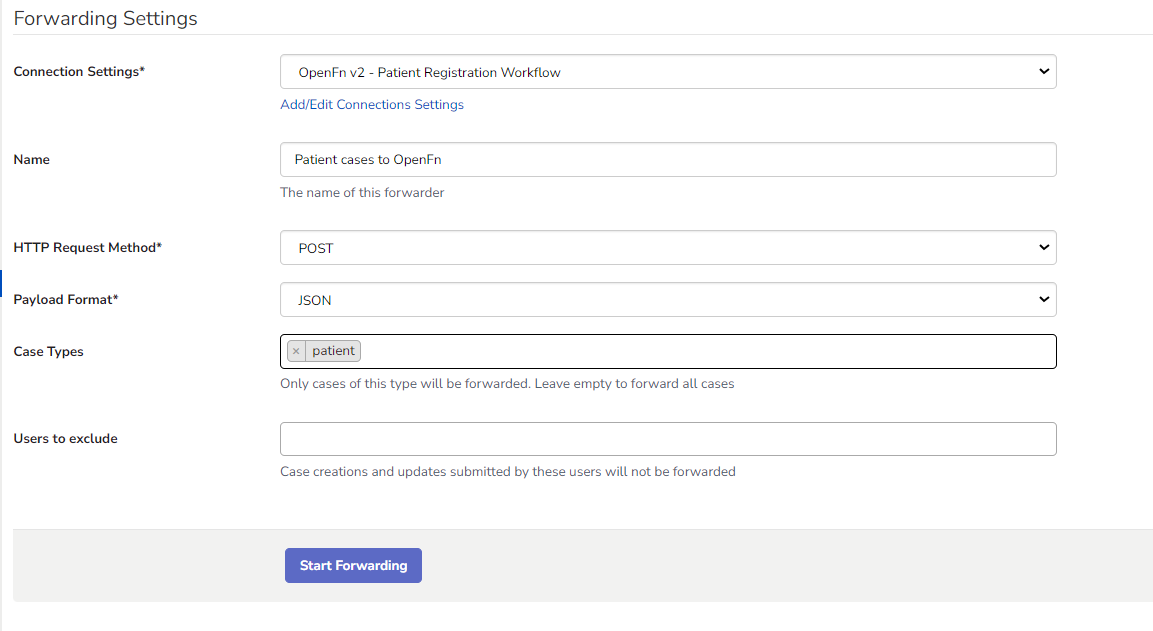 Forwarding Settings
Connection Settings*
OpenFn v2 - Patient Registration Workflow
Add/Edit Connections Settings
Name
Patient cases to OpenFn
The name of this forwarder
HTTP Request Method*
POST
Payload Format*
JSON
Case Types
× patient
Only cases of this type will be forwarded. Leave empty to forward all cases
Users to exclude
Case creations and updates submitted by these users will not be forwarded
Start Forwarding